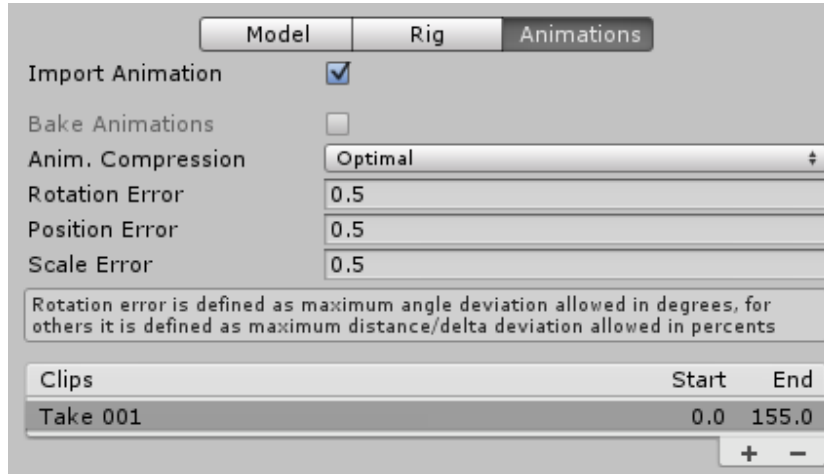 Model Rig Animations
Import Animation
Bake Animations
Anim. Compression Optimal
Rotation Error 0.5
Position Error 0.5
Scale Error 0.5
Rotation error is defined as maximum angle deviation allowed in degrees, for
others it is defined as maximum distance/delta deviation allowed in percents
Clips Start End
Take 001 0.0 155.0
+ −